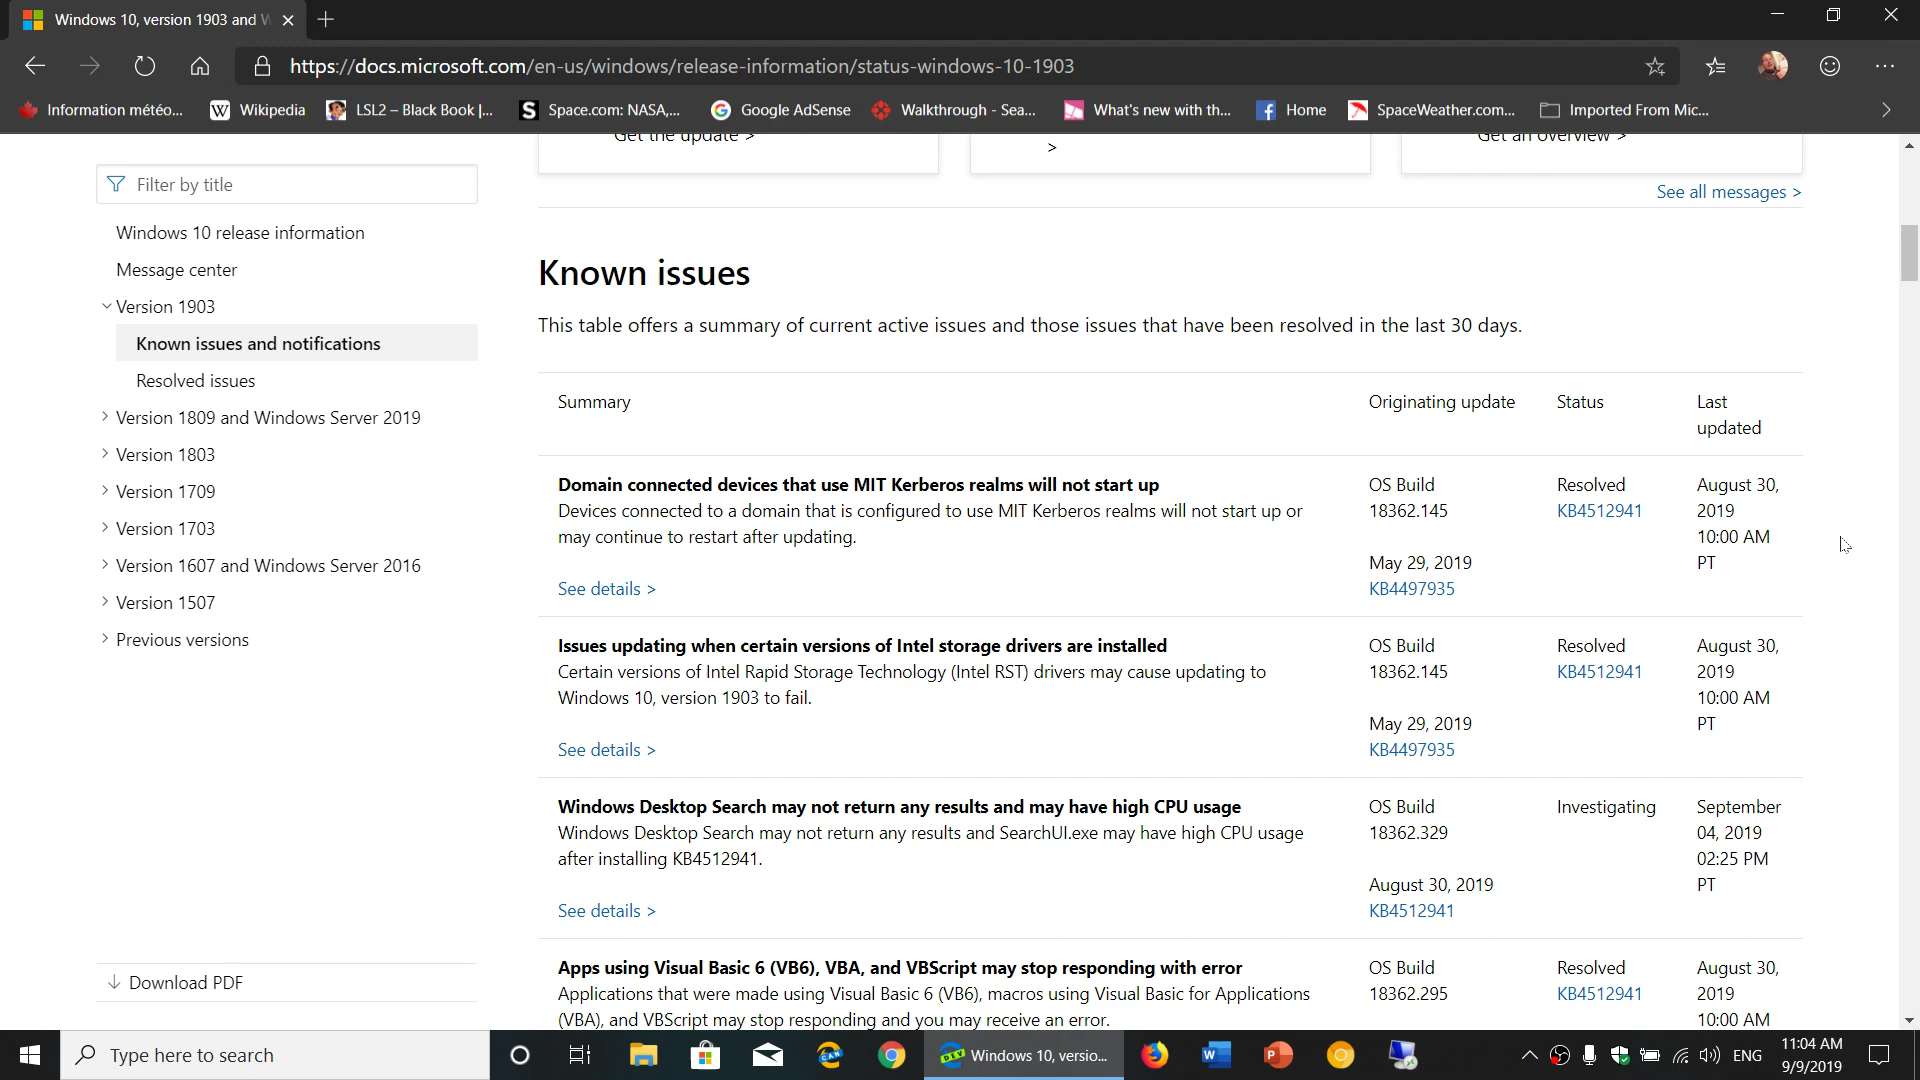 Windows 10, version 1903 and W
https://docs.microsoft.com/en-us/windows/release-information/status-windows-10-1903
Information météo...
Wikipedia
LSL2 – Black Book |...
Space.com: NASA,...
Google AdSense
Walkthrough - Sea...
What's new with th...
Home
SpaceWeather.com...
Imported From Mic...
Get the update >
>
Get an overview >
See all messages >
Filter by title
Windows 10 release information
Message center
Version 1903
Known issues and notifications
Resolved issues
Version 1809 and Windows Server 2019
Version 1803
Version 1709
Version 1703
Version 1607 and Windows Server 2016
Version 1507
Previous versions
Download PDF
Known issues
This table offers a summary of current active issues and those issues that have been resolved in the last 30 days.
Summary
Originating update
Status
Last
updated
Domain connected devices that use MIT Kerberos realms will not start up
Devices connected to a domain that is configured to use MIT Kerberos realms will not start up or
may continue to restart after updating.
See details >
OS Build
18362.145
May 29, 2019
KB4497935
Resolved
KB4512941
August 30,
2019
10:00 AM
PT
Issues updating when certain versions of Intel storage drivers are installed
Certain versions of Intel Rapid Storage Technology (Intel RST) drivers may cause updating to
Windows 10, version 1903 to fail.
See details >
OS Build
18362.145
May 29, 2019
KB4497935
Resolved
KB4512941
August 30,
2019
10:00 AM
PT
Windows Desktop Search may not return any results and may have high CPU usage
Windows Desktop Search may not return any results and SearchUI.exe may have high CPU usage
after installing KB4512941.
See details >
OS Build
18362.329
August 30, 2019
KB4512941
Investigating
September
04, 2019
02:25 PM
PT
Apps using Visual Basic 6 (VB6), VBA, and VBScript may stop responding with error
Applications that were made using Visual Basic 6 (VB6), macros using Visual Basic for Applications
(VBA), and VBScript may stop responding and you may receive an error.
OS Build
18362.295
Resolved
KB4512941
August 30,
2019
10:00 AM
Type here to search
CAN
DEV
Windows 10, versio...
ENG
11:04 AM
9/9/2019